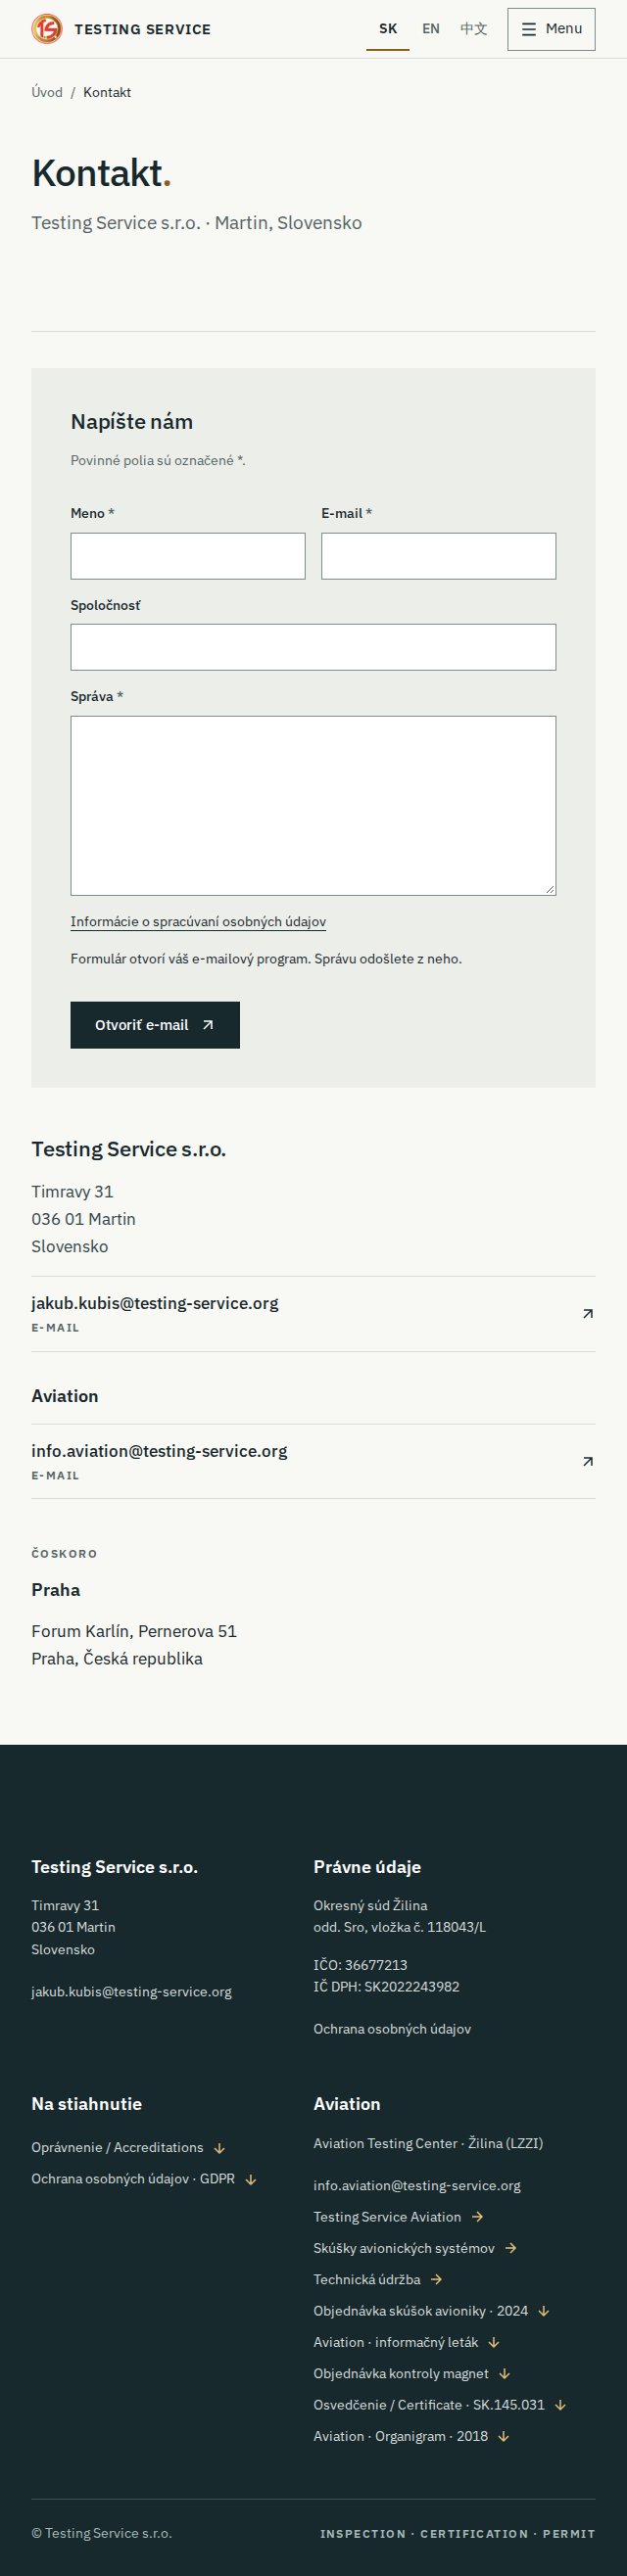 TESTING SERVICE
SK EN 中文 Menu
Úvod / Kontakt
Kontakt.
Testing Service s.r.o. · Martin, Slovensko
Napíšte nám
Povinné polia sú označené *.
Meno * E-mail *
Spoločnosť
Správa *
Informácie o spracúvaní osobných údajov
Formulár otvorí váš e-mailový program. Správu odošlete z neho.
Otvoriť e-mail
Testing Service s.r.o.
Timravy 31
036 01 Martin
Slovensko
jakub.kubis@testing-service.org
E-MAIL
Aviation
info.aviation@testing-service.org
E-MAIL
ČOSKORO
Praha
Forum Karlín, Pernerova 51
Praha, Česká republika
Testing Service s.r.o.
Timravy 31
036 01 Martin
Slovensko
jakub.kubis@testing-service.org
Právne údaje
Okresný súd Žilina
odd. Sro, vložka č. 118043/L
IČO: 36677213
IČ DPH: SK2022243982
Ochrana osobných údajov
Na stiahnutie
Oprávnenie / Accreditations
Ochrana osobných údajov · GDPR
Aviation
Aviation Testing Center · Žilina (LZZI)
info.aviation@testing-service.org
Testing Service Aviation
Skúšky avionických systémov
Technická údržba
Objednávka skúšok avioniky · 2024
Aviation · informačný leták
Objednávka kontroly magnet
Osvedčenie / Certificate · SK.145.031
Aviation · Organigram · 2018
© Testing Service s.r.o.
INSPECTION · CERTIFICATION · PERMIT